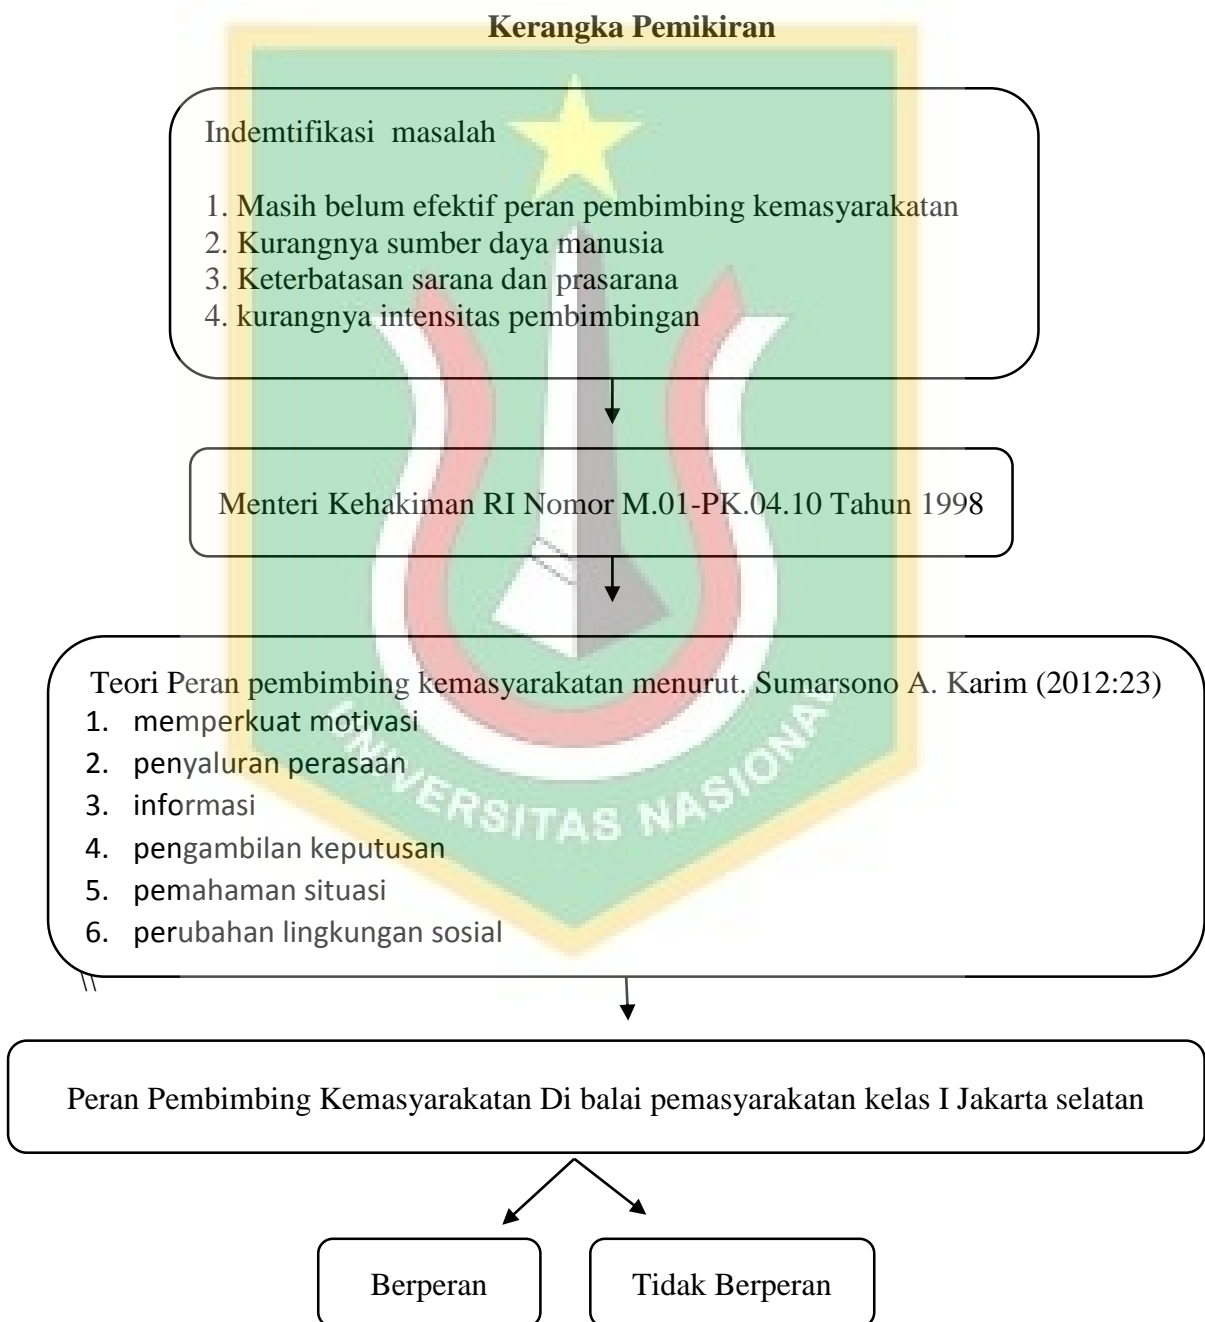 Kerangka Pemikiran
Indemtifikasi masalah
1. Masih belum efektif peran pembimbing kemasyarakatan
2. Kurangnya sumber daya manusia
3. Keterbatasan sarana dan prasarana
4. kurangnya intensitas pembimbingan
Menteri Kehakiman RI Nomor M.01-PK.04.10 Tahun 1998
Teori Peran pembimbing kemasyarakatan menurut. Sumarsono A. Karim (2012:23)
1. memperkuat motivasi
2. penyaluran perasaan
3. informasi
4. pengambilan keputusan
5. pemahaman situasi
6. perubahan lingkungan sosial
UNIVERSITAS NASIONAL
\\
Peran Pembimbing Kemasyarakatan Di balai pemasyarakatan kelas I Jakarta selatan
Berperan
Tidak Berperan